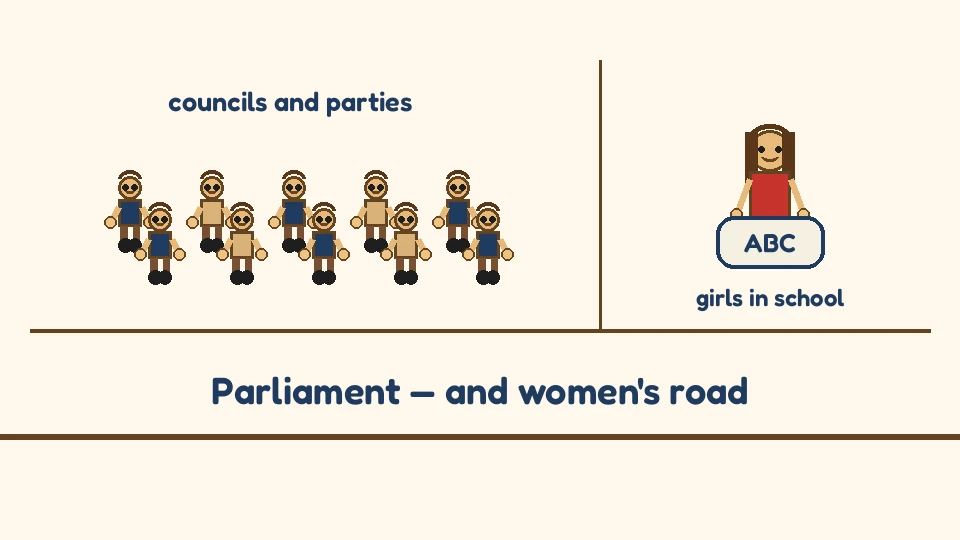 councils and parties
ABC
girls in school
Parliament — and women's road